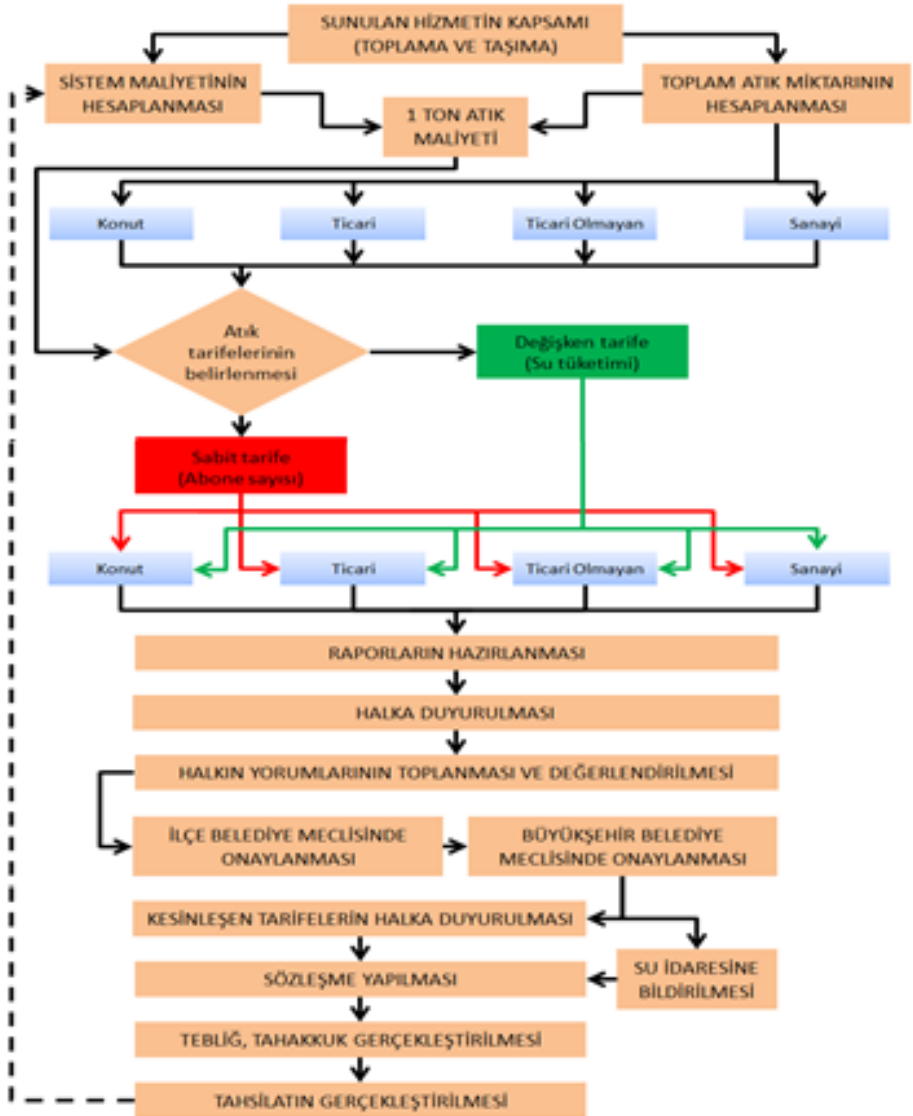 SUNULAN HİZMETİN KAPSAMI
(TOPLAMA VE TAŞIMA)
SİSTEM MALİYETİNİN
HESAPLANMASI
TOPLAM ATIK MİKTARININ
HESAPLANMASI
1 TON ATIK
MALİYETİ
Konut
Ticari
Ticari Olmayan
Sanayi
Atık
tarifelerinin
belirlenmesi
Değişken tarife
(Su tüketimi)
Sabit tarife
(Abone sayısı)
Konut
Ticari
Ticari Olmayan
Sanayi
RAPORLARIN HAZIRLANMASI
HALKA DUYURULMASI
HALKIN YORUMLARININ TOPLANMASI VE DEĞERLENDİRİLMESİ
İLÇE BELEDİYE MECLİSİNDE
ONAYLANMASI
BÜYÜKŞEHİR BELEDİYE
MECLİSİNDE ONAYLANMASI
KESİNLEŞEN TARİFELERİN HALKA DUYURULMASI
SU İDARESİNE
BİLDİRİLMESİ
SÖZLEŞME YAPILMASI
TEBLİĞ, TAHAKKUK GERÇEKLEŞTİRİLMESİ
TAHSİLATIN GERÇEKLEŞTİRİLMESİ